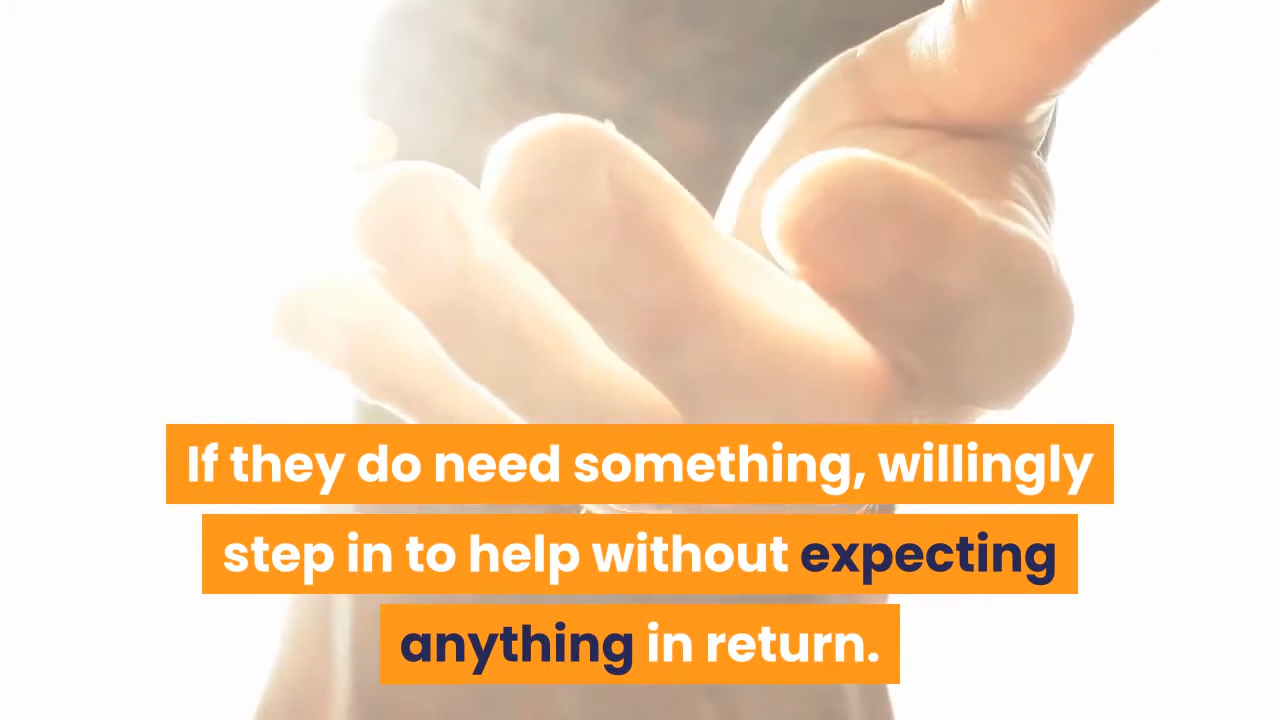 If they do need something, willingly
step in to help without expecting
anything in return.